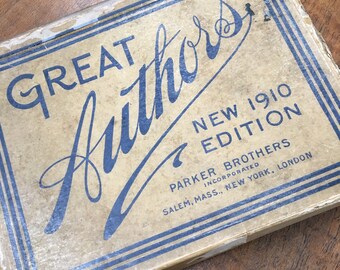 GREAT
Authors
NEW 1910
EDITION
PARKER BROTHERS
INCORPORATED
SALEM, MASS., NEW YORK, LONDON